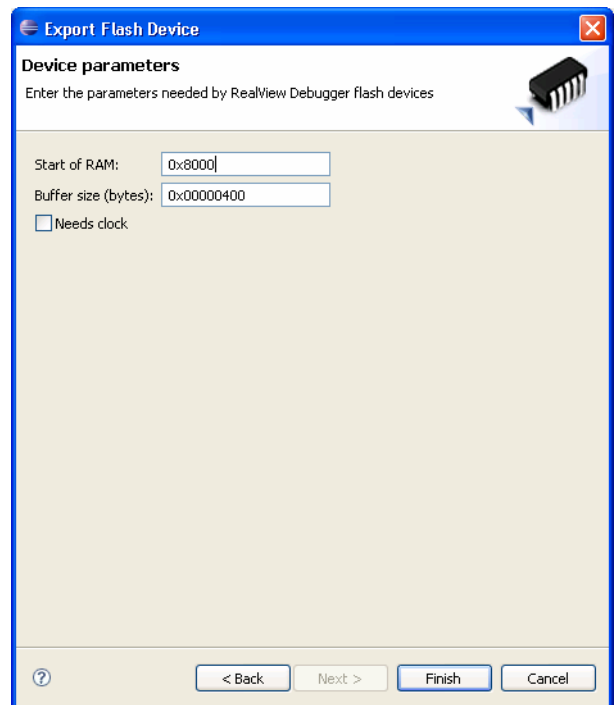 Export Flash Device
Device parameters
Enter the parameters needed by RealView Debugger flash devices
Start of RAM: 0x8000
Buffer size (bytes): 0x00000400
Needs clock
? < Back Next > Finish Cancel